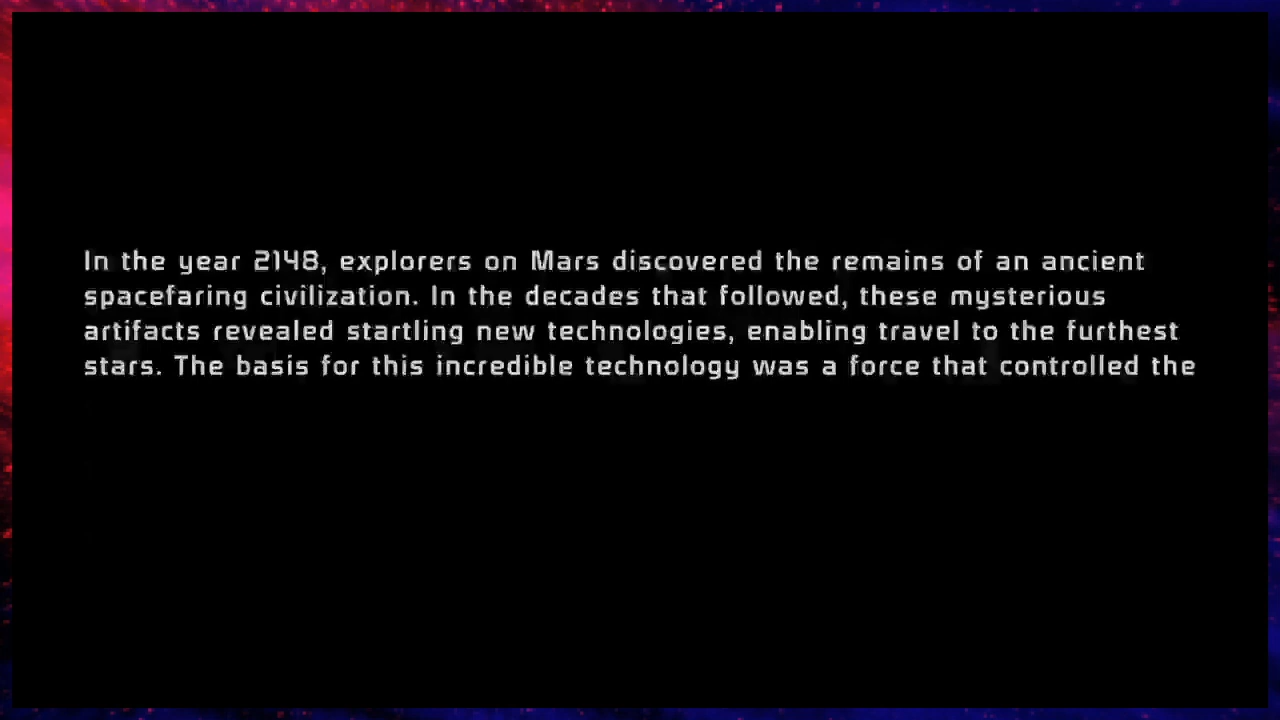 In the year 2148, explorers on Mars discovered the remains of an ancient
spacefaring civilization. In the decades that followed, these mysterious
artifacts revealed startling new technologies, enabling travel to the furthest
stars. The basis for this incredible technology was a force that controlled the